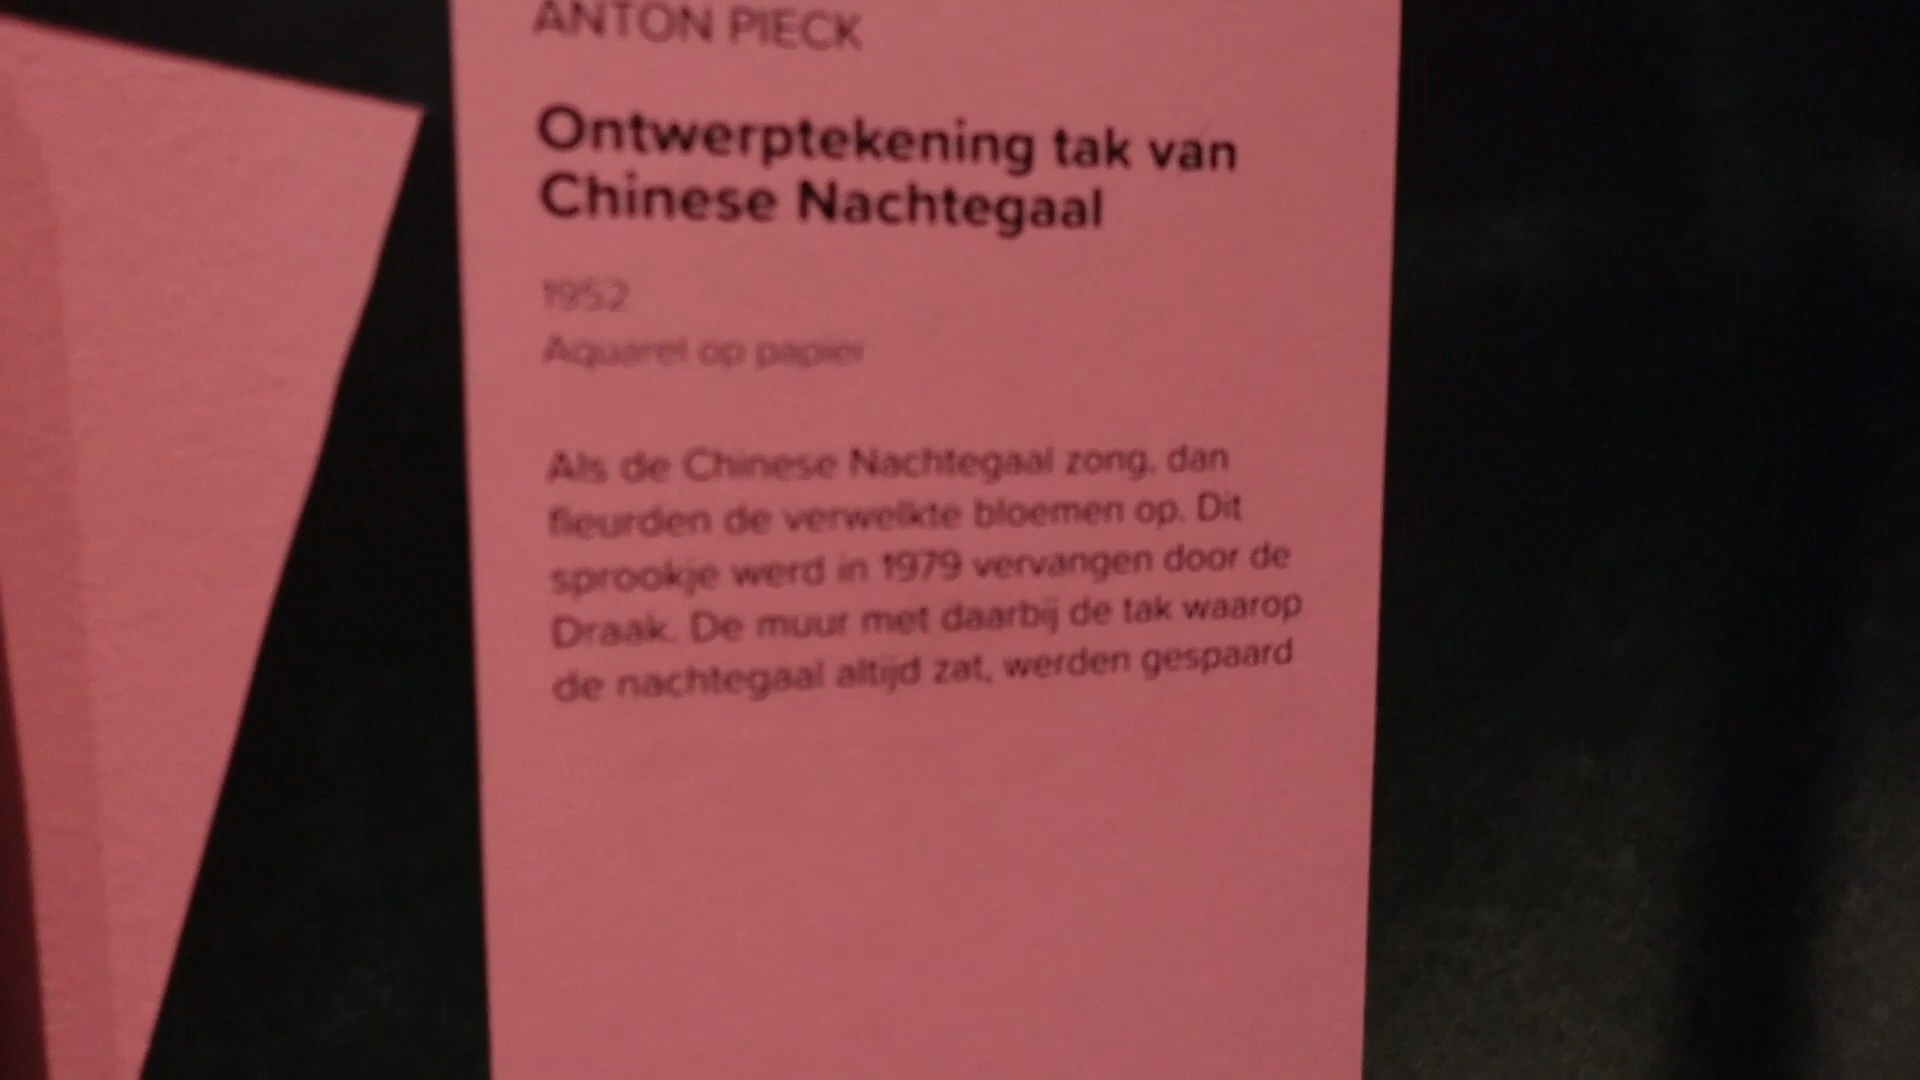 ANTON PIECK
Ontwerptekening tak van
Chinese Nachtegaal
1952
Aquarel op papier
Als de Chinese Nachtegaal zong, dan
fleurden de verwelkte bloemen op. Dit
sprookje werd in 1979 vervangen door de
Draak. De muur met daarbij de tak waarop
de nachtegaal altijd zat, werden gespaard